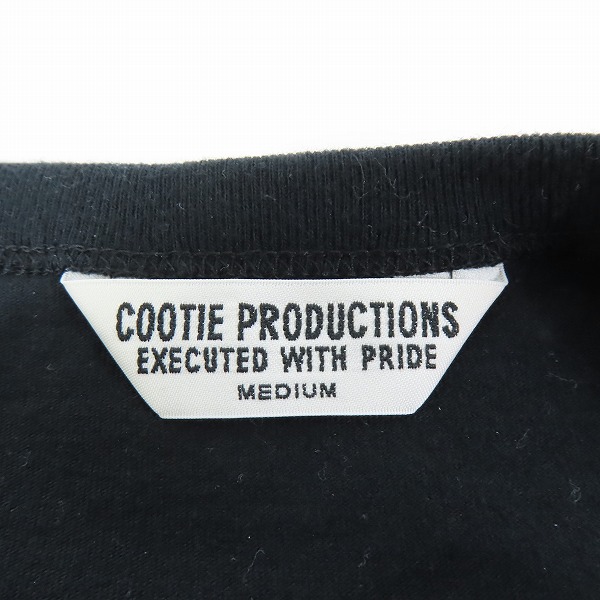 COOTIE PRODUCTIONS
EXECUTED WITH PRIDE
MEDIUM